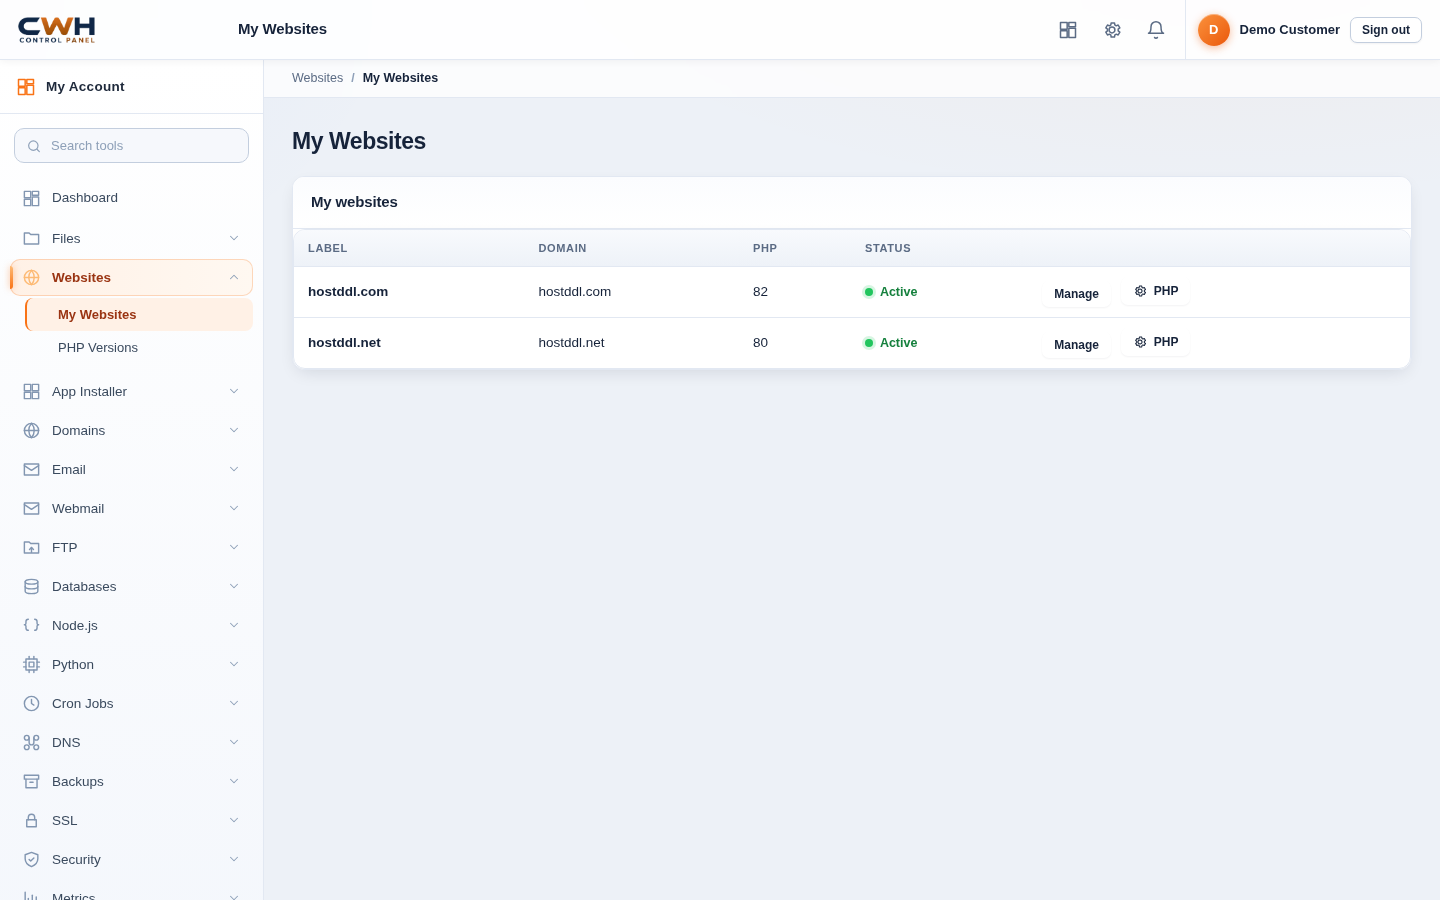 CWH
CONTROL PANEL
My Websites
D
Demo Customer
Sign out
My Account
Search tools
Dashboard
Files
Websites
My Websites
PHP Versions
App Installer
Domains
Email
Webmail
FTP
Databases
Node.js
Python
Cron Jobs
DNS
Backups
SSL
Security
Metrics
Websites / My Websites
My Websites
My websites
LABEL DOMAIN PHP STATUS
hostddl.com hostddl.com 82 Active Manage PHP
hostddl.net hostddl.net 80 Active Manage PHP